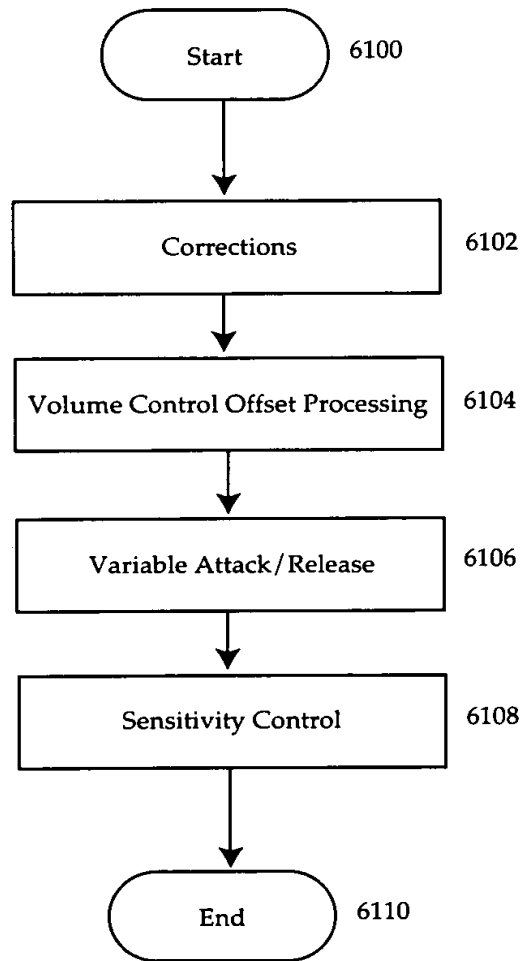 Start
6100
Corrections
6102
Volume Control Offset Processing
6104
Variable Attack/Release
6106
Sensitivity Control
6108
End
6110